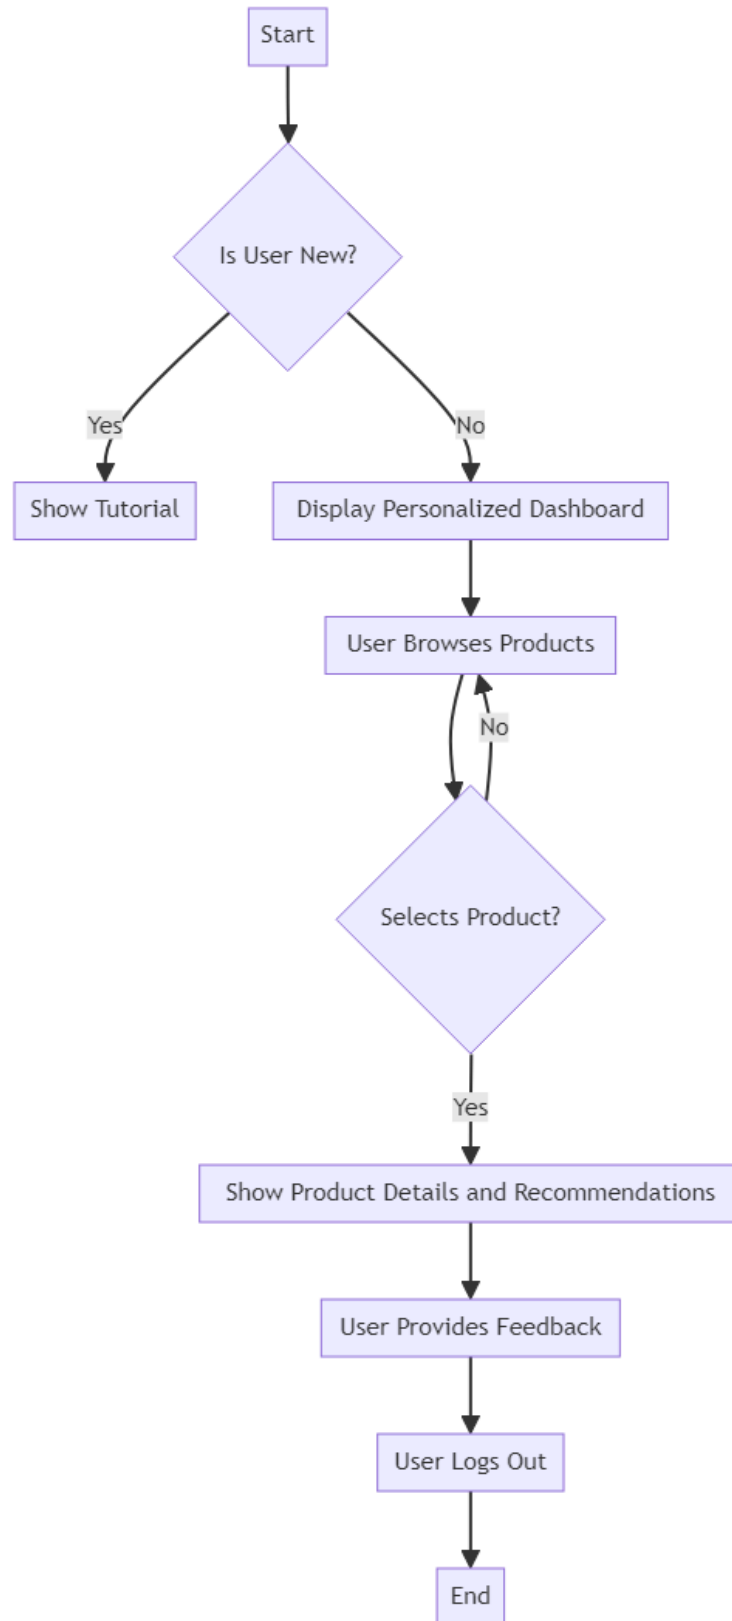 Start
Is User New?
Yes
No
Show Tutorial
Display Personalized Dashboard
User Browses Products
No
Selects Product?
Yes
Show Product Details and Recommendations
User Provides Feedback
User Logs Out
End